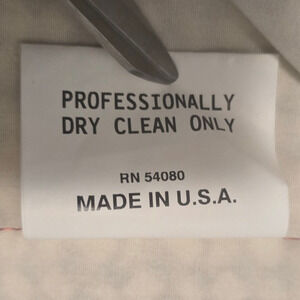 PROFESSIONALLY
DRY CLEAN ONLY
RN 54080
MADE IN U.S.A.